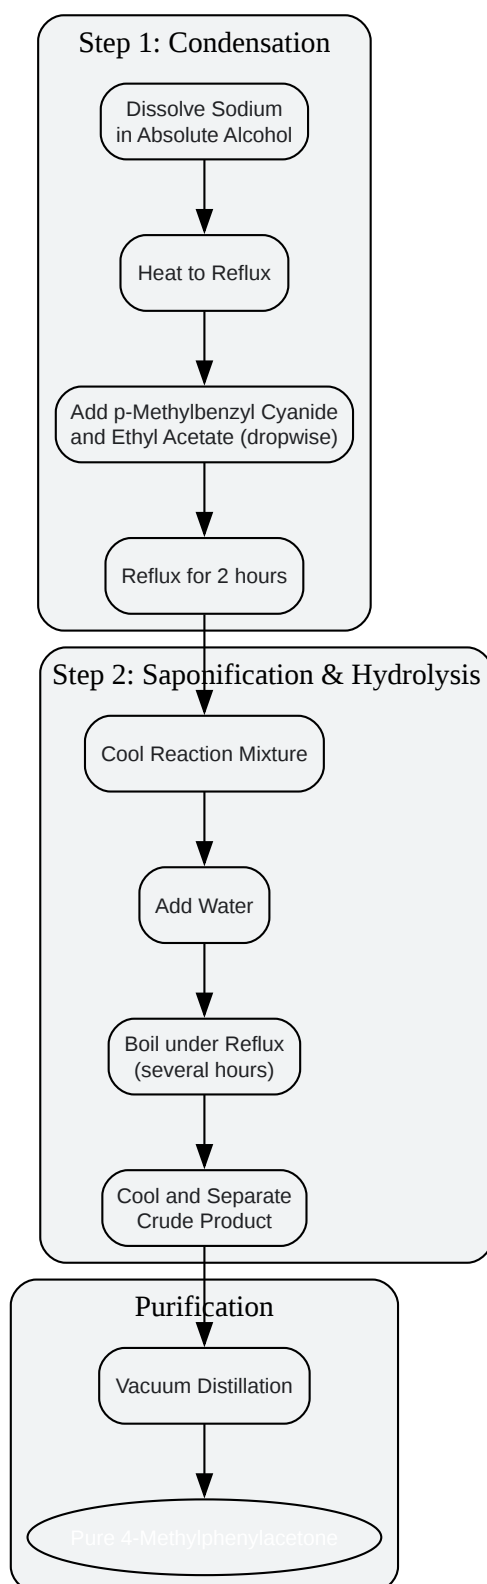 Step 1: Condensation
Dissolve Sodium
in Absolute Alcohol
Heat to Reflux
Add p-Methylbenzyl Cyanide
and Ethyl Acetate (dropwise)
Reflux for 2 hours
Step 2: Saponification & Hydrolysis
Cool Reaction Mixture
Add Water
Boil under Reflux
(several hours)
Cool and Separate
Crude Product
Purification
Vacuum Distillation
Pure 4-Methylphenylacetone